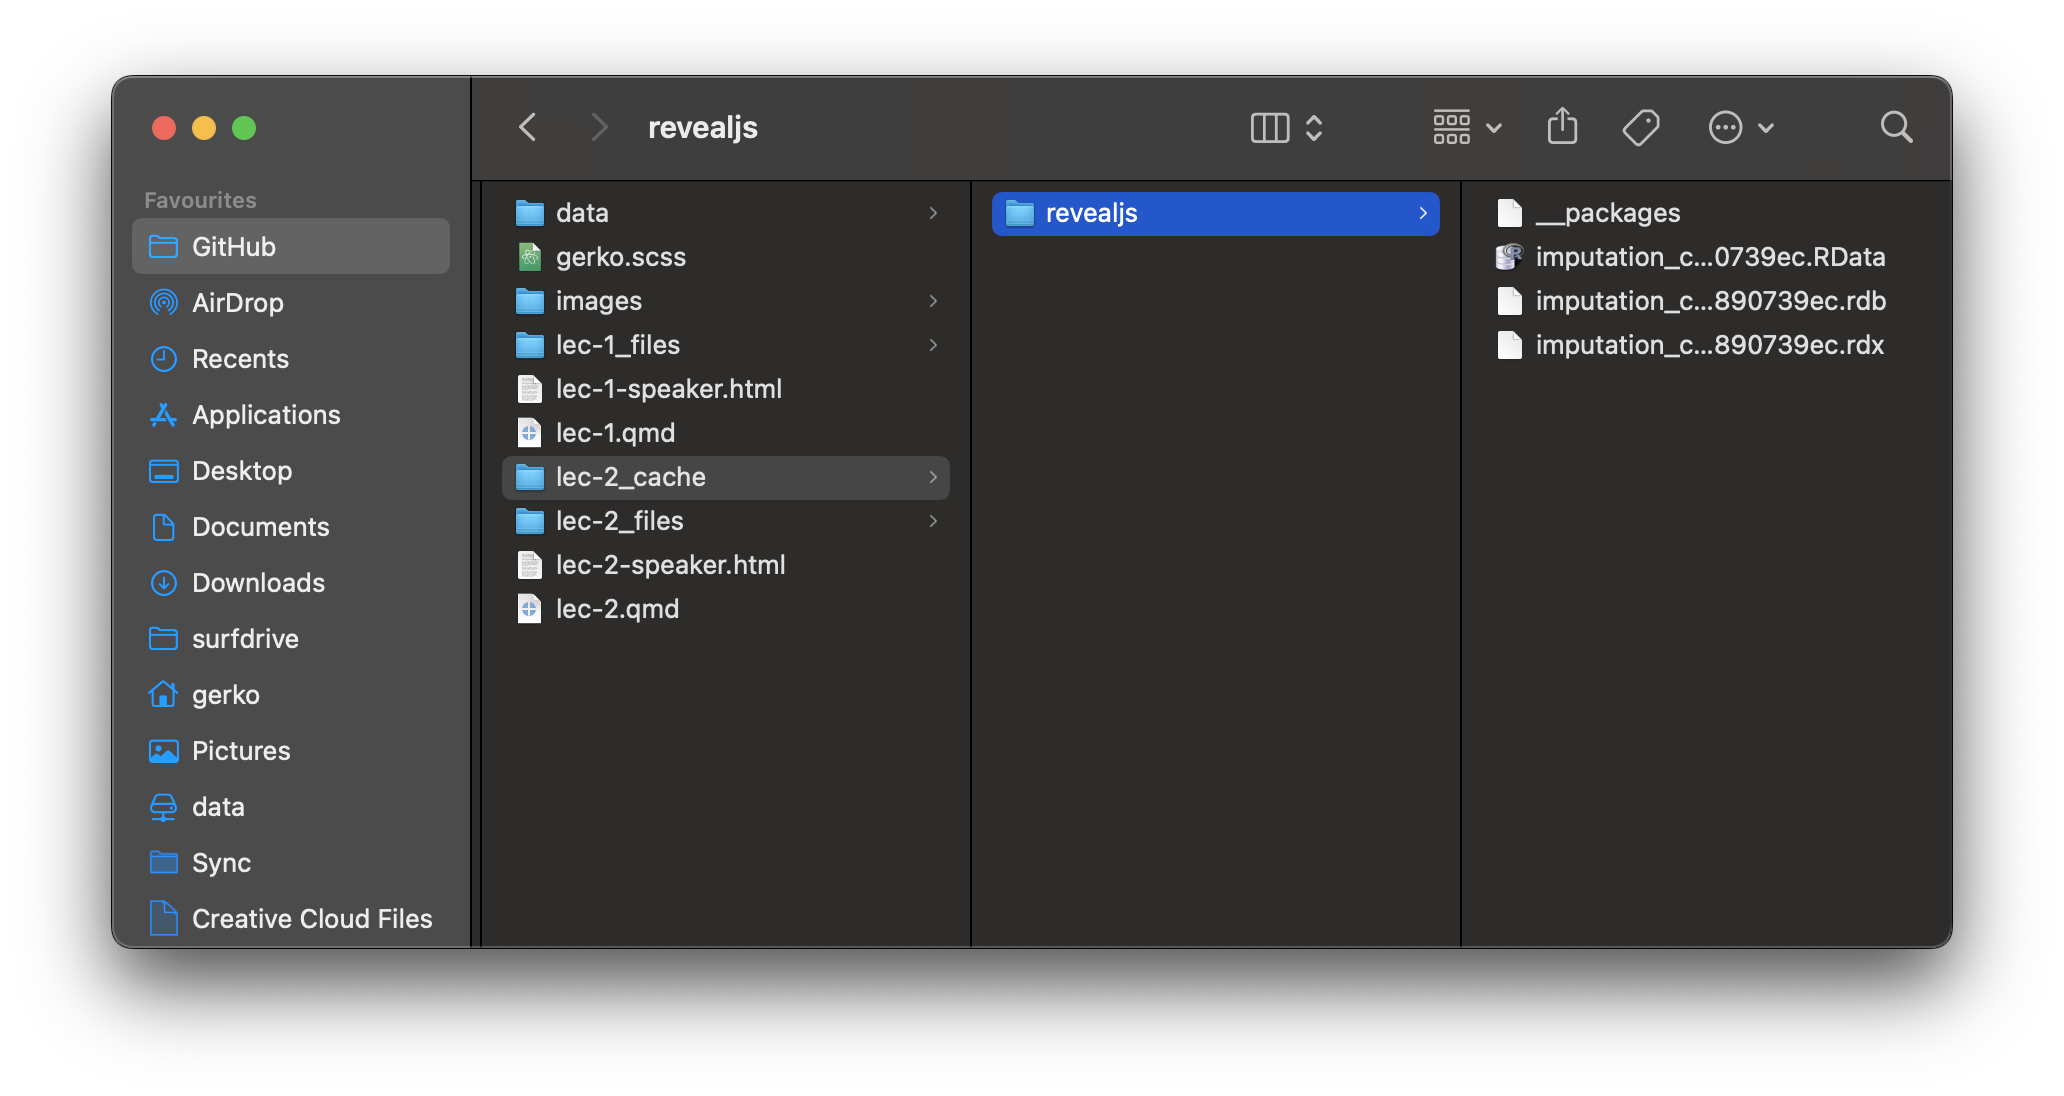 revealjs
Favourites
GitHub
AirDrop
Recents
Applications
Desktop
Documents
Downloads
surfdrive
gerko
Pictures
data
Sync
Creative Cloud Files
data
gerko.scss
images
lec-1_files
lec-1-speaker.html
lec-1.qmd
lec-2_cache
lec-2_files
lec-2-speaker.html
lec-2.qmd
revealjs
__packages
imputation_c...0739ec.RData
imputation_c...890739ec.rdb
imputation_c...890739ec.rdx